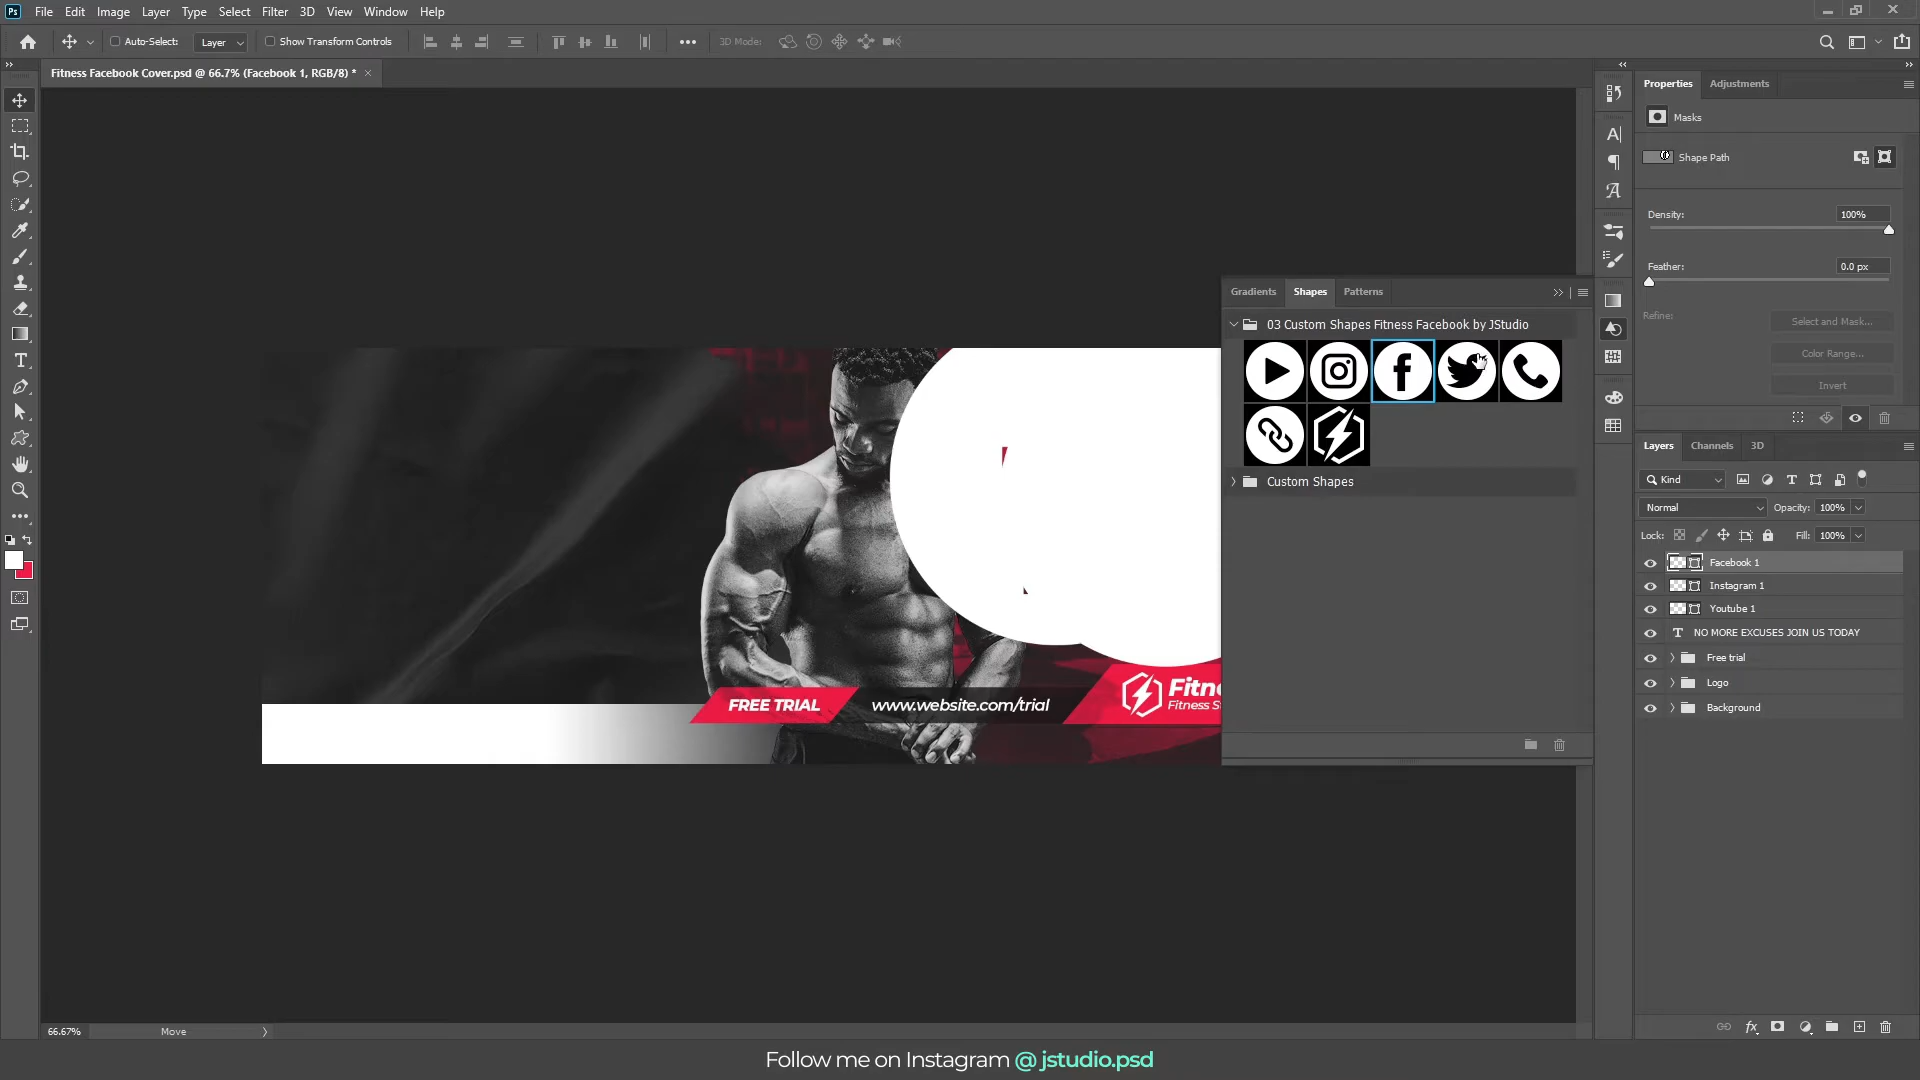 Ps File Edit Image Layer Type Select Filter 3D View Window Help
Auto-Select: Layer Show Transform Controls 3D Mode:
Fitness Facebook Cover.psd @ 66.7% (Facebook 1, RGB/8) *
Properties Adjustments
Masks
Shape Path
Density: 100%
Feather: 0.0 px
Refine: Select and Mask...
Color Range...
Invert
Gradients Shapes Patterns
03 Custom Shapes Fitness Facebook by JStudio
Custom Shapes
Layers Channels 3D
Kind
Normal Opacity: 100%
Lock: Fill: 100%
Facebook 1
Instagram 1
Youtube 1
NO MORE EXCUSES JOIN US TODAY
Free trial
Logo
Background
FREE TRIAL www.website.com/trial
Fitne
Fitness S
66.67% Move
Follow me on Instagram @ jstudio.psd